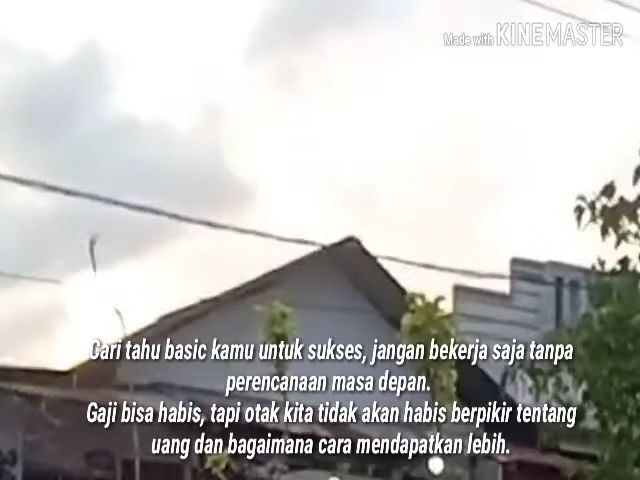 Made with KINEMASTER
Cari tahu basic kamu untuk sukses, jangan bekerja saja tanpa
perencanaan masa depan.
Gaji bisa habis, tapi otak kita tidak akan habis berpikir tentang
uang dan bagaimana cara mendapatkan lebih.